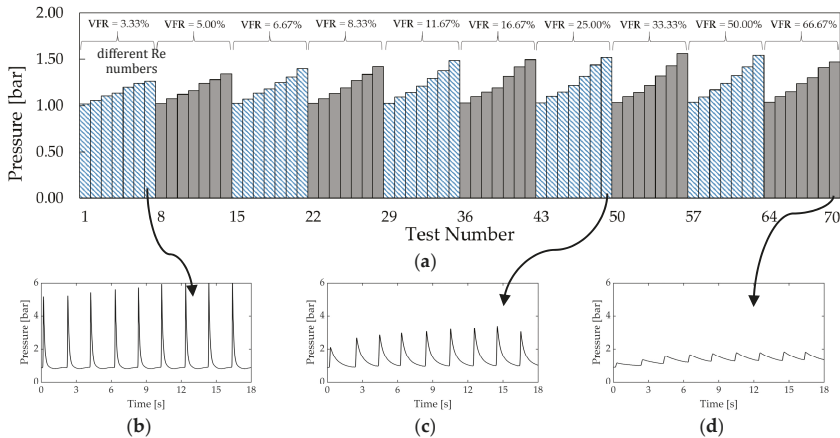 VFR = 3.33% VFR = 5.00% VFR = 6.67% VFR = 8.33% VFR = 11.67% VFR = 16.67% VFR = 25.00% VFR = 33.33% VFR = 50.00% VFR = 66.67%
different Re
numbers
Pressure [bar]
2.00
1.50
1.00
0.50
0.00
1 8 15 22 29 36 43 50 57 64 70
Test Number
(a)
Pressure [bar]
6
4
2
0
0 3 6 9 12 15 18
Time [s]
(b)
Pressure [bar]
6
4
2
0
0 3 6 9 12 15 18
Time [s]
(c)
Pressure [bar]
6
4
2
0
0 3 6 9 12 15 18
Time [s]
(d)